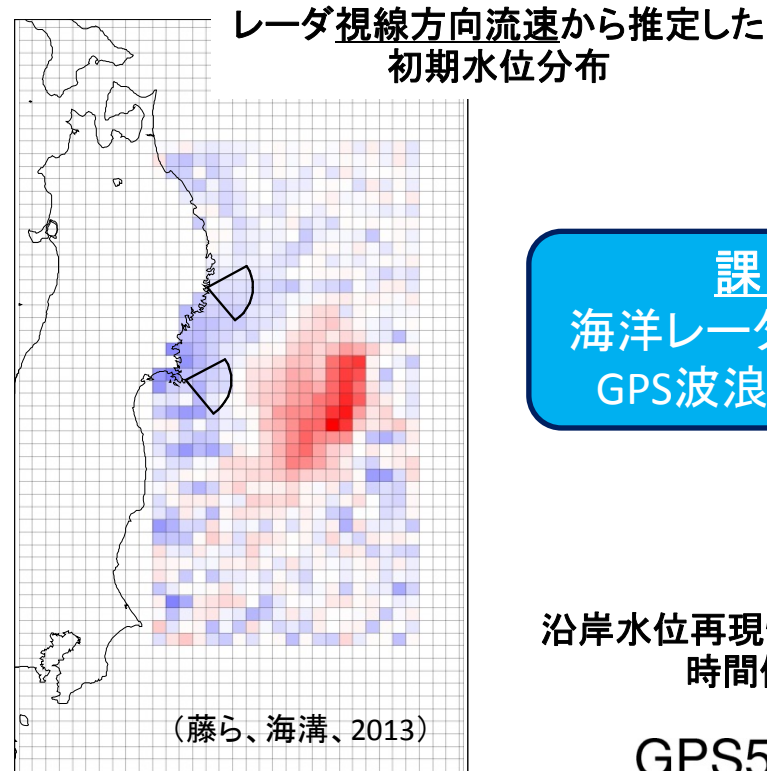 レーダ視線方向流速から推定した
初期水位分布
課
海洋レーダ
GPS波浪
（藤ら、海溝、2013）
沿岸水位再現
時間
GPS5